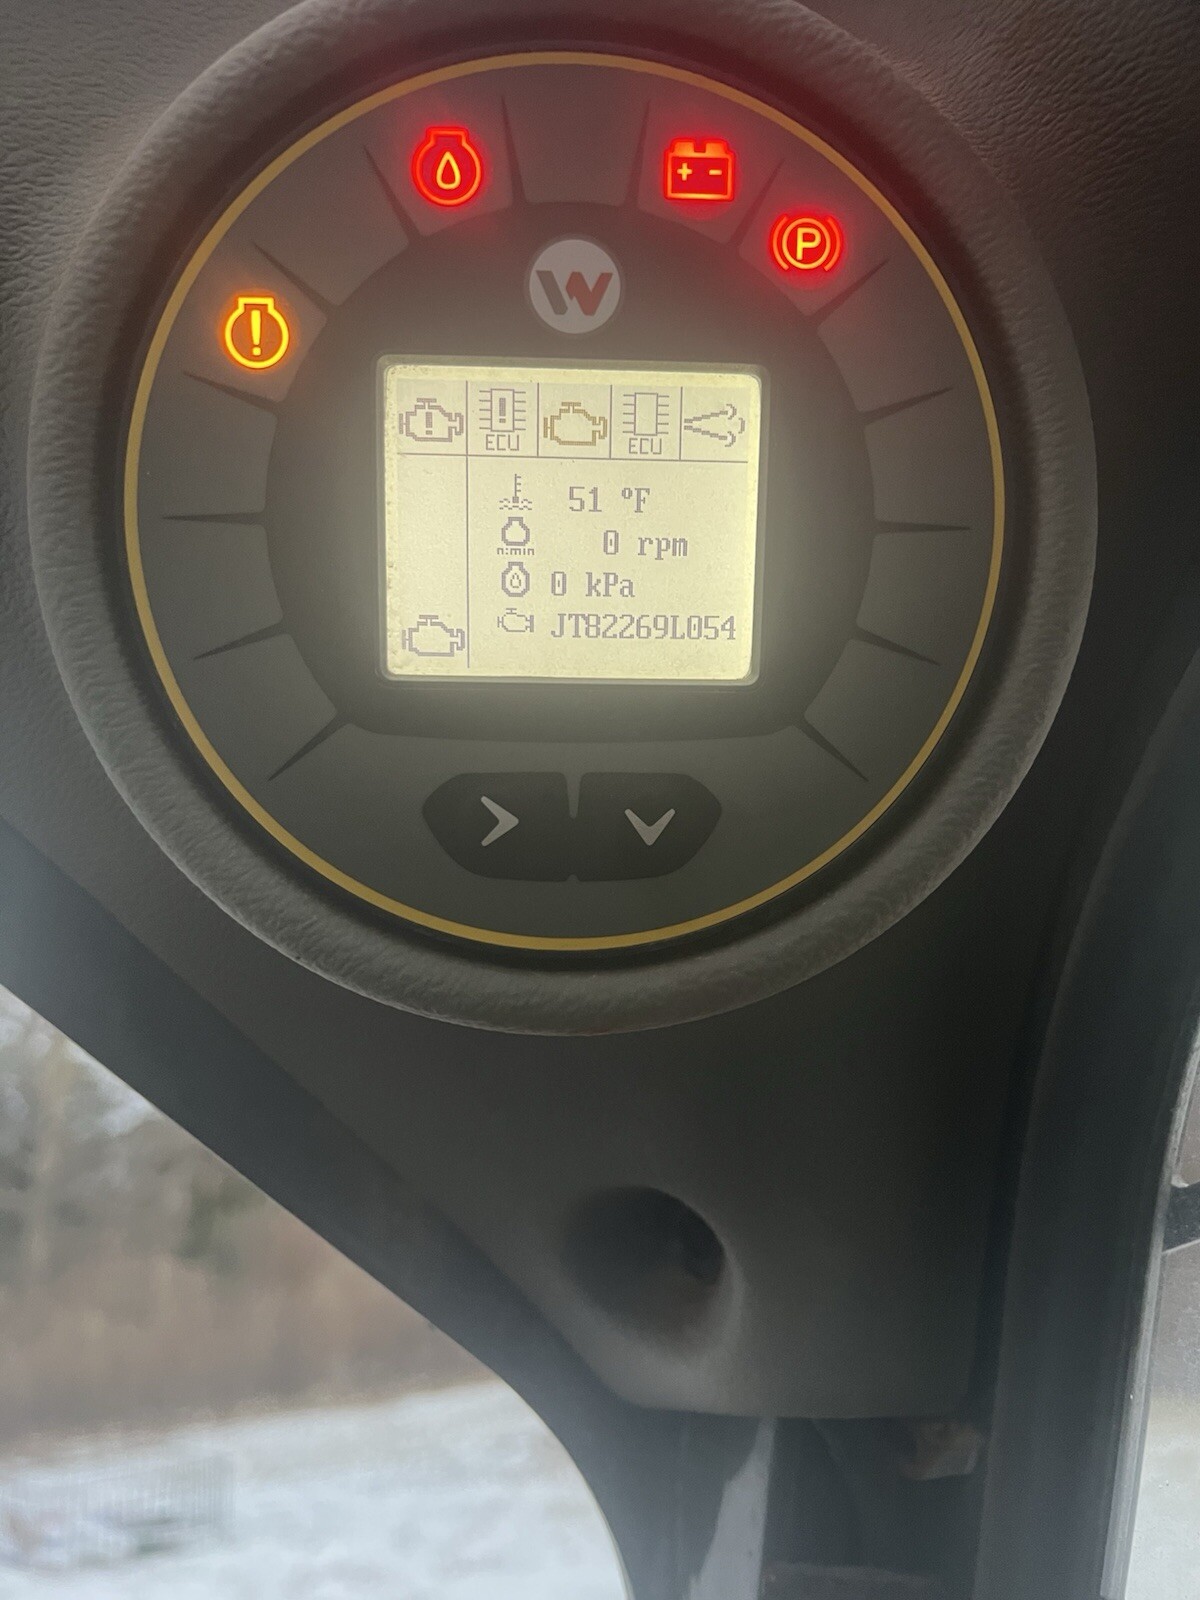 P
W
ECU ECU
51 °F
n:min 0 rpm
0 kPa
JT82269L054